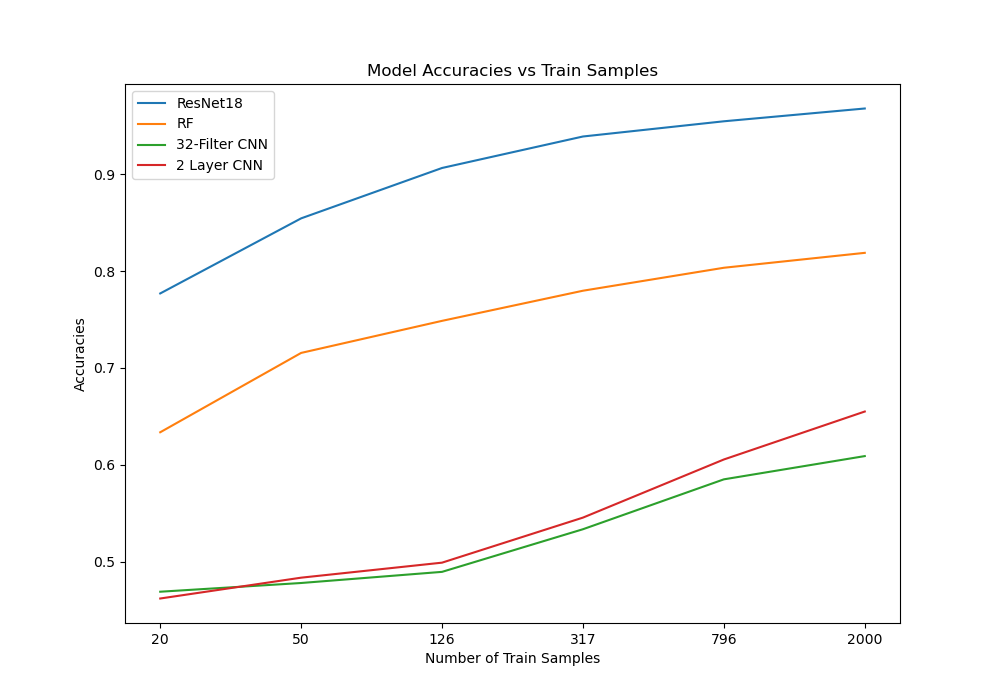 Model Accuracies vs Train Samples
ResNet18
RF
32-Filter CNN
2 Layer CNN
0.9
0.8
0.7
0.6
0.5
Accuracies
20 50 126 317 796 2000
Number of Train Samples